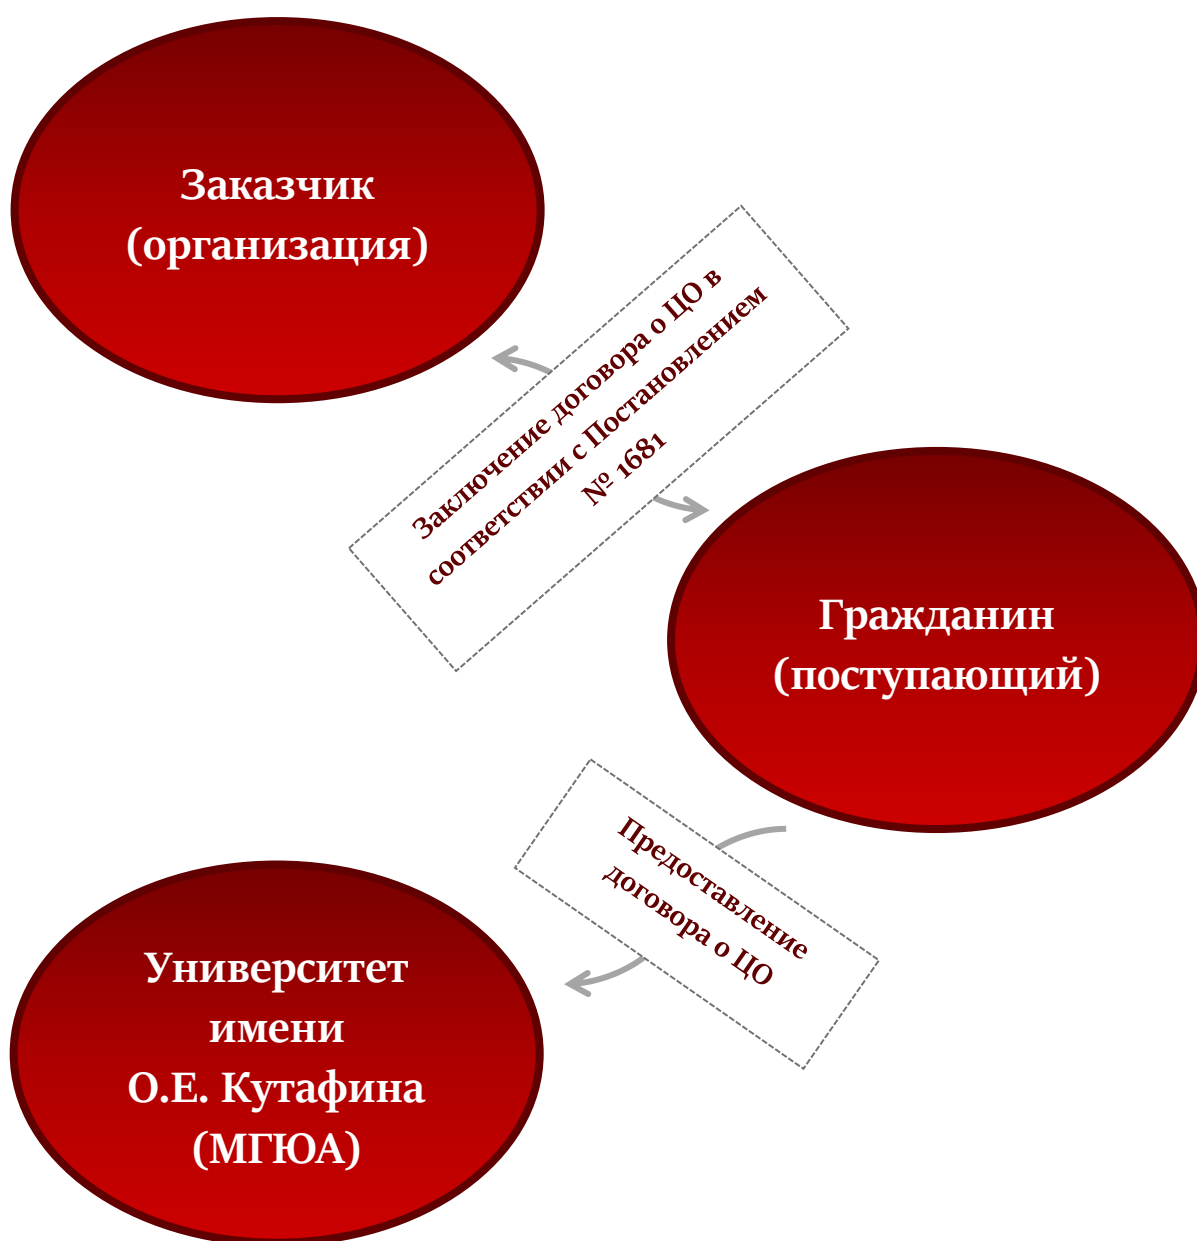 Заказчик
(организация)
Заключение договора о ЦО в
соответствии с Постановлением
№ 1681
Гражданин
(поступающий)
Предоставление
договора о ЦО
Университет
имени
О.Е. Кутафина
(МГЮА)